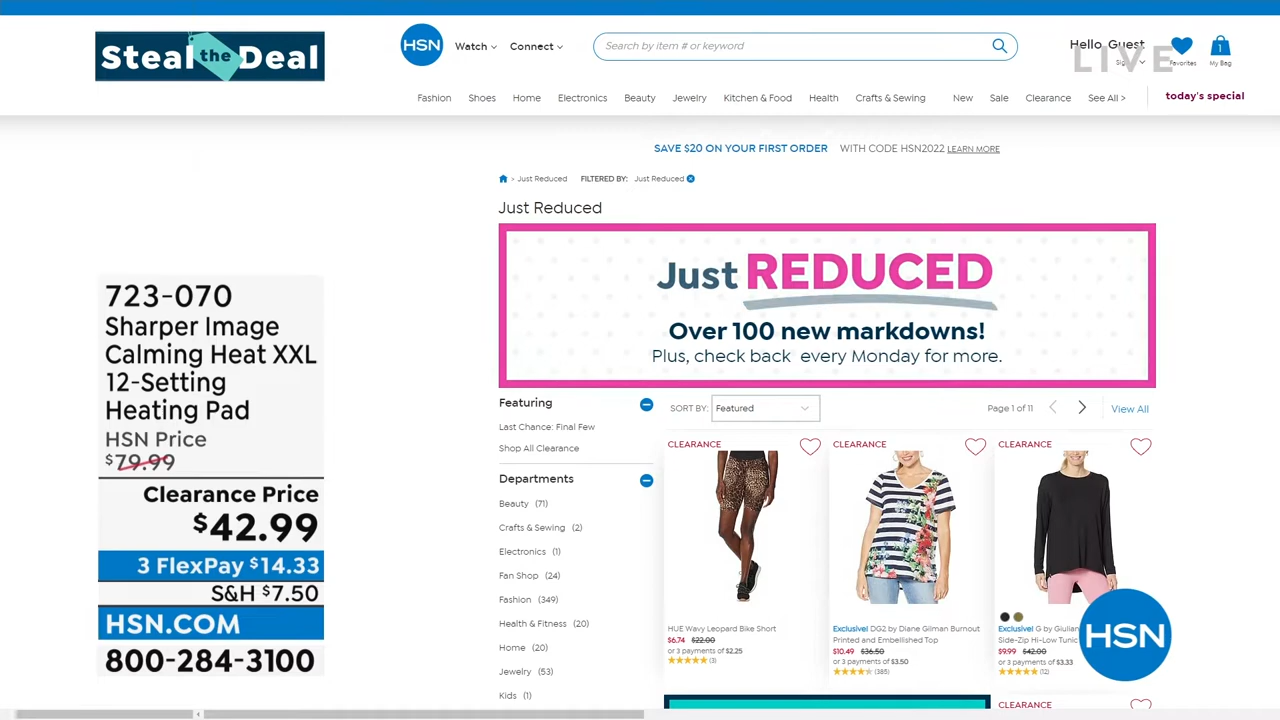 Steal the Deal
HSN
Watch
Connect
Search by item # or keyword
Hello, Guest
LIVE
Favorites
1
My Bag
Fashion
Shoes
Home
Electronics
Beauty
Jewelry
Kitchen & Food
Health
Crafts & Sewing
New
Sale
Clearance
See All >
today's special
SAVE $20 ON YOUR FIRST ORDER WITH CODE HSN2022 LEARN MORE
> Just Reduced FILTERED BY: Just Reduced
Just Reduced
Just REDUCED
Over 100 new markdowns!
Plus, check back every Monday for more.
723-070
Sharper Image
Calming Heat XXL
12-Setting
Heating Pad
HSN Price
$79.99
Clearance Price
$42.99
3 FlexPay $14.33
S&H $7.50
HSN.COM
800-284-3100
Featuring
Last Chance: Final Few
Shop All Clearance
Departments
Beauty (71)
Crafts & Sewing (2)
Electronics (1)
Fan Shop (24)
Fashion (349)
Health & Fitness (20)
Home (20)
Jewelry (53)
Kids (1)
SORT BY: Featured
Page 1 of 11
View All
CLEARANCE
HUE Wavy Leopard Bike Short
$6.74 $22.00
or 3 payments of $2.25
(3)
CLEARANCE
Exclusive! DG2 by Diane Gilman Burnout
Printed and Embellished Top
$10.49 $36.50
or 3 payments of $3.50
(385)
CLEARANCE
Exclusive! G by Giulian
Side-Zip Hi-Low Tunic
$9.99 $42.00
or 3 payments of $3.33
(12)
HSN
CLEARANCE